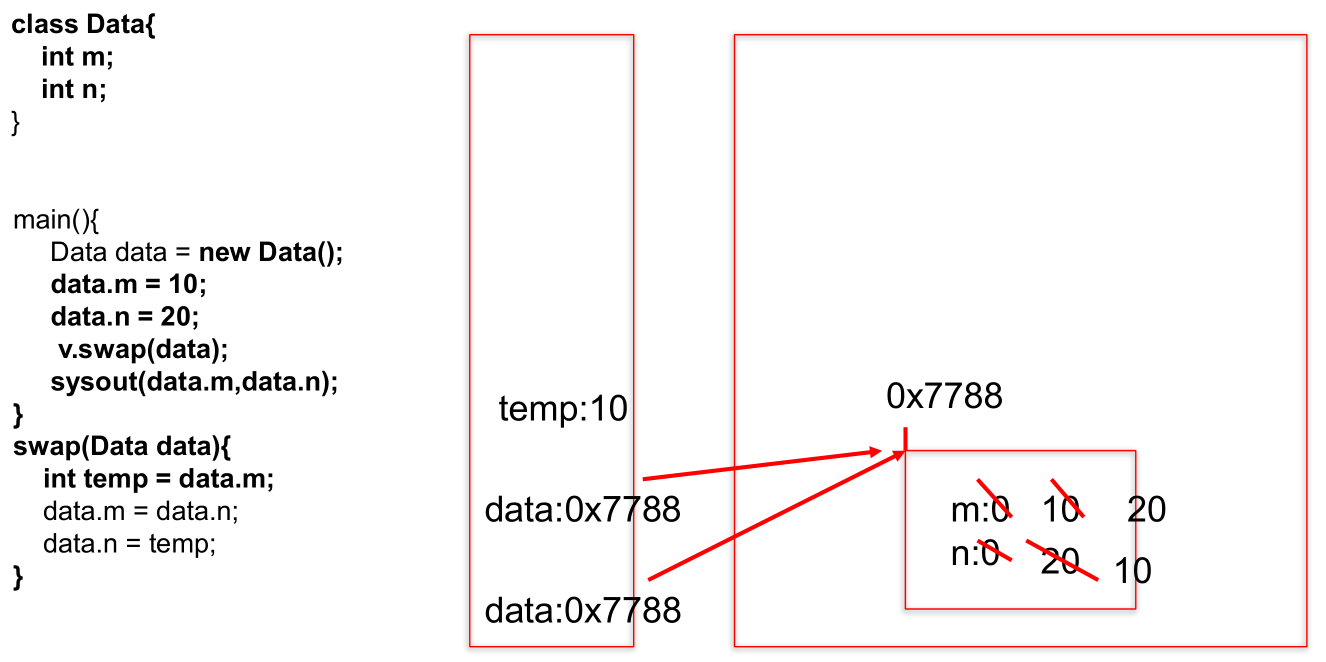 class Data{
int m;
int n;
}
main(){
Data data = new Data();
data.m = 10;
data.n = 20;
v.swap(data);
sysout(data.m,data.n);
}
swap(Data data){
int temp = data.m;
data.m = data.n;
data.n = temp;
}
temp:10
data:0x7788
data:0x7788
0x7788
m:0 10 20
n:0 20 10